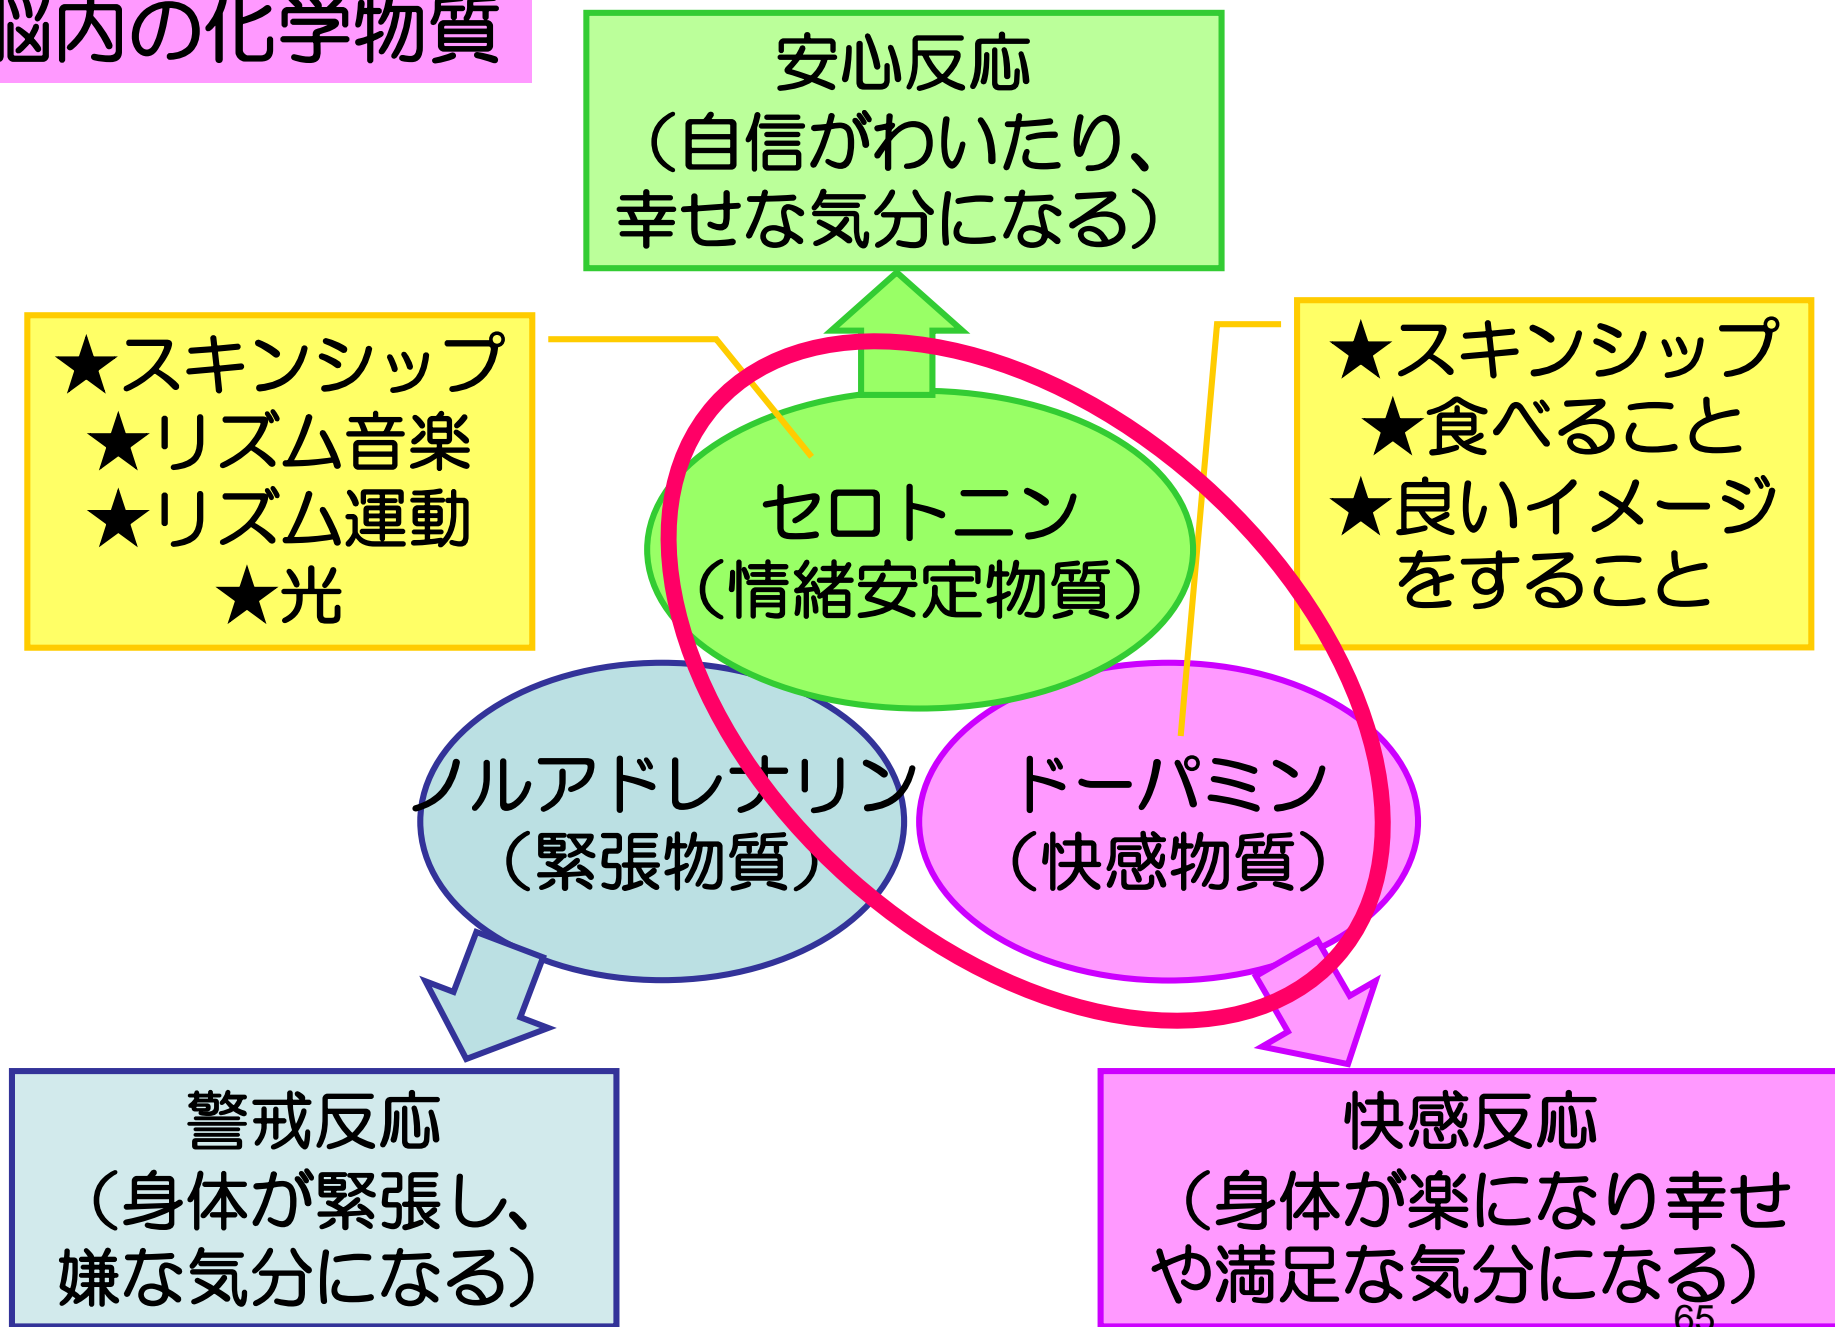 脳内の化学物質
安心反応
（自信がわいたり、
幸せな気分になる）
★スキンシップ
★リズム音楽
★リズム運動
★光
★スキンシップ
★食べること
★良いイメージ
をすること
セロトニン
（情緒安定物質）
ノルアドレナリン
（緊張物質）
ドーパミン
（快感物質）
警戒反応
（身体が緊張し、
嫌な気分になる）
快感反応
（身体が楽になり幸せ
や満足な気分になる）
65